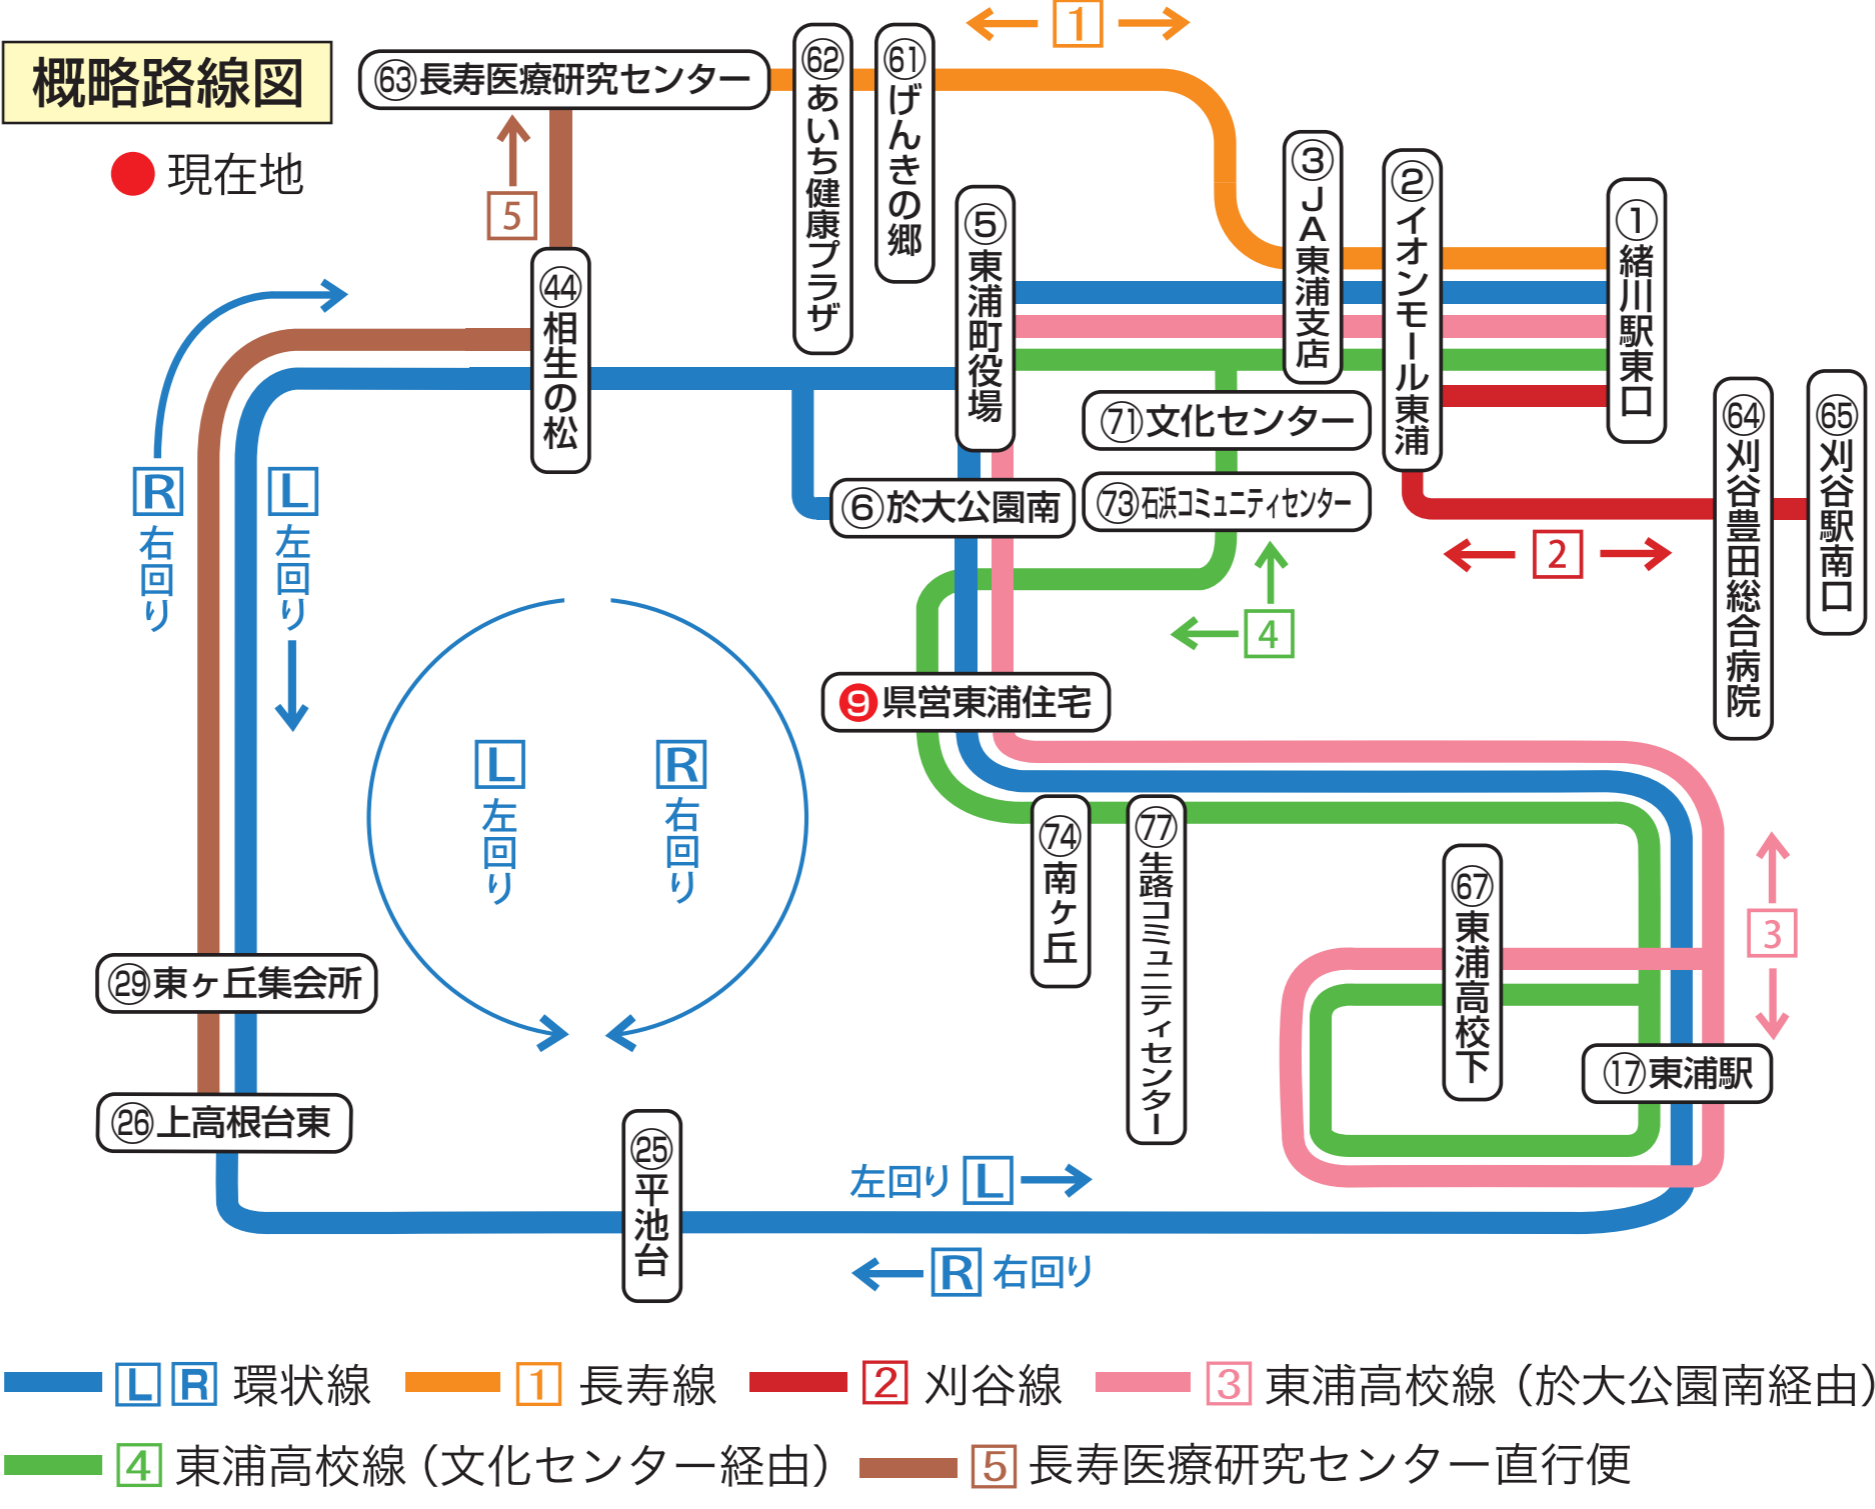 概略路線図
現在地
1
63長寿医療研究センター
62あいち健康プラザ
61げんきの郷
5
3JA東浦支店
2イオンモール東浦
1緒川駅東口
5東浦町役場
44相生の松
R
右回り
L
左回り
71文化センター
73石浜コミュニティセンター
6於大公園南
64刈谷豊田総合病院
65刈谷駅南口
2
4
9県営東浦住宅
L
左回り
R
右回り
74南ヶ丘
77生路コミュニティセンター
67東浦高校下
3
17東浦駅
29東ヶ丘集会所
26上高根台東
25平池台
左回り L
R 右回り
L R 環状線 1 長寿線 2 刈谷線 3 東浦高校線（於大公園南経由）
4 東浦高校線（文化センター経由） 5 長寿医療研究センター直行便